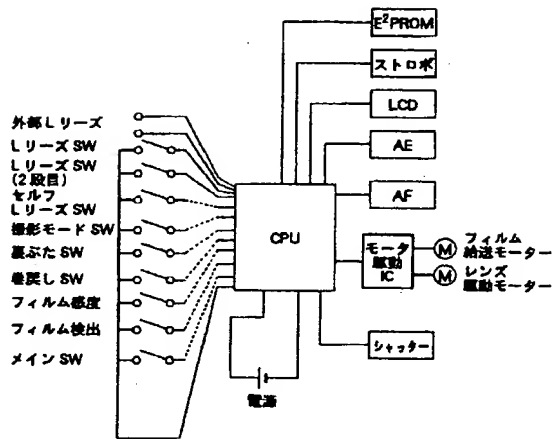 外部Lリーズ
LリーズSW
LリーズSW
(2段目)
セルフ
LリーズSW
撮影モードSW
裏ぶたSW
巻戻しSW
フィルム感度
フィルム検出
メインSW
CPU
電源
E²PROM
ストロボ
LCD
AE
AF
モータ
駆動
IC
M
フィルム
給送モーター
M
レンズ
駆動モーター
シャッター